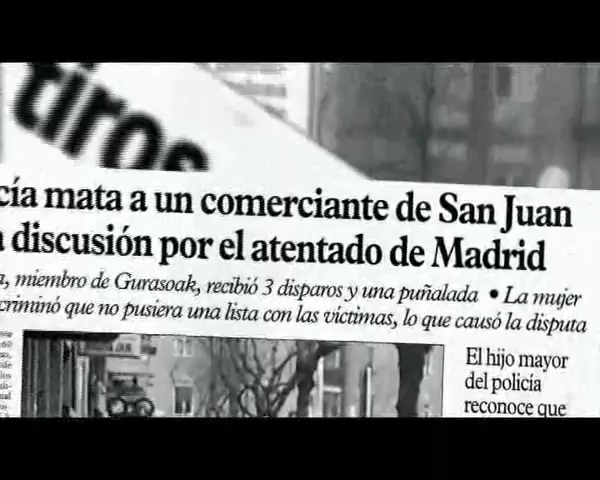 tiros
cía mata a un comerciante de San Juan
discusión por el atentado de Madrid
miembro de Gurasoak, recibió 3 disparos y una puñalada • La mujer
criminó que no pusiera una lista con las víctimas, lo que causó la disputa
El hijo mayor
del policía
reconoce que